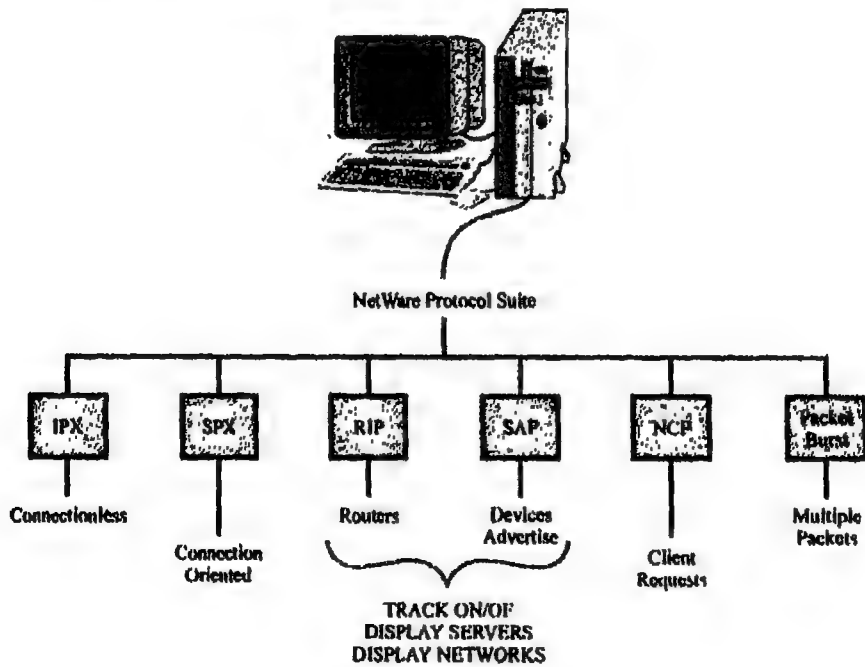 NetWare Protocol Suite
IPX
SPX
RIP
SAP
NCP
Packet
Burst
Connectionless
Connection
Oriented
Routers
Devices
Advertise
Client
Requests
Multiple
Packets
TRACK ON/OF
DISPLAY SERVERS
DISPLAY NETWORKS